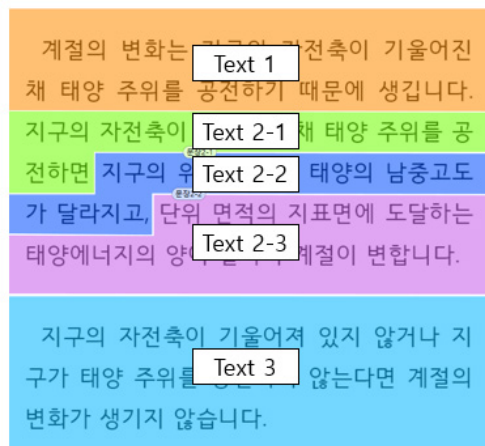 계절의 변화는 자전축이 기울어진
Text 1
채 태양 주위를 공전하기 때문에 생깁니다.
지구의 자전축이 채 태양 주위를 공
Text 2-1
전하면 지구의 태양의 남중고도
Text 2-2
가 달라지고, 단위 면적의 지표면에 도달하는
Text 2-3
태양에너지의 계절이 변합니다.
지구의 자전축이 기울어져 있지 않거나 지
Text 3
구가 태양 주위를 않는다면 계절의
변화가 생기지 않습니다.